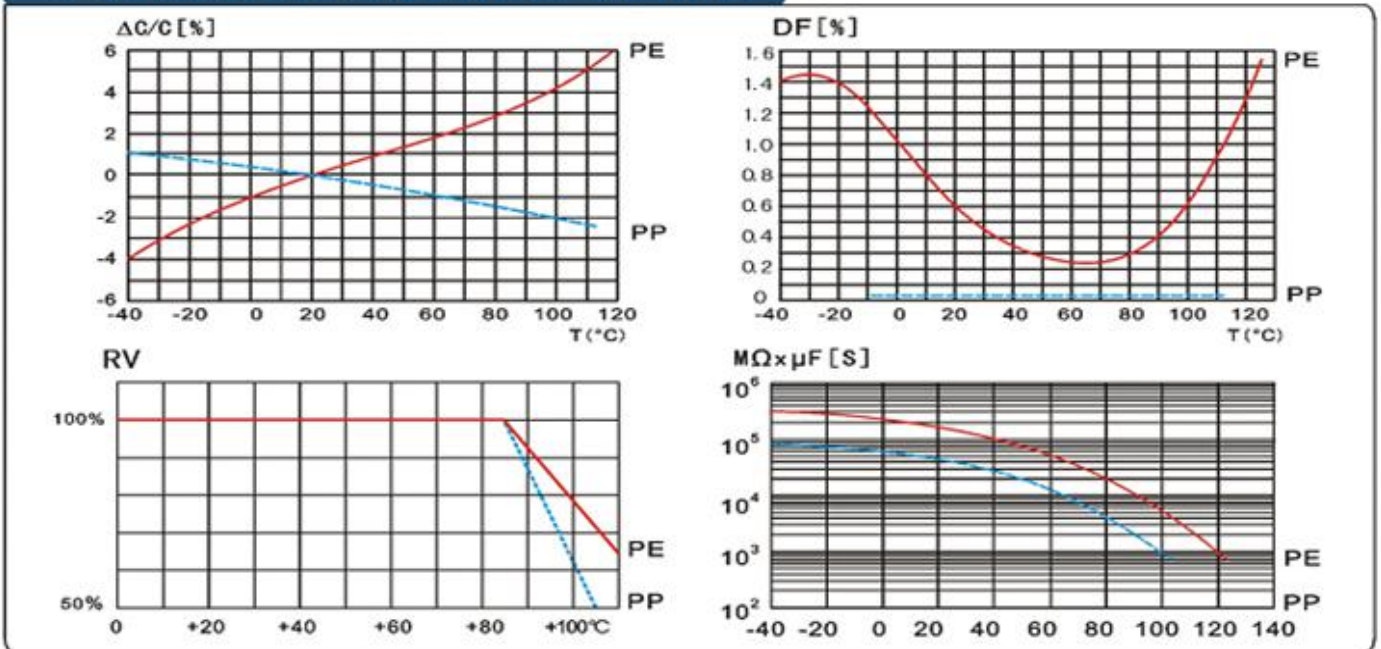 ΔC/C[%]
6
4
2
0
-2
-4
-6
-40 -20 0 20 40 60 80 100 120
T(°C)
PE
PP
DF[%]
1.6
1.4
1.2
1.0
0.8
0.6
0.4
0.2
0
-40 -20 0 20 40 60 80 100 120
T(°C)
PE
PP
RV
100%
50%
0 +20 +40 +60 +80 +100℃
PE
PP
MΩ×μF[S]
10⁶
10⁵
10⁴
10³
10²
-40 -20 0 20 40 60 80 100 120 140
PE
PP